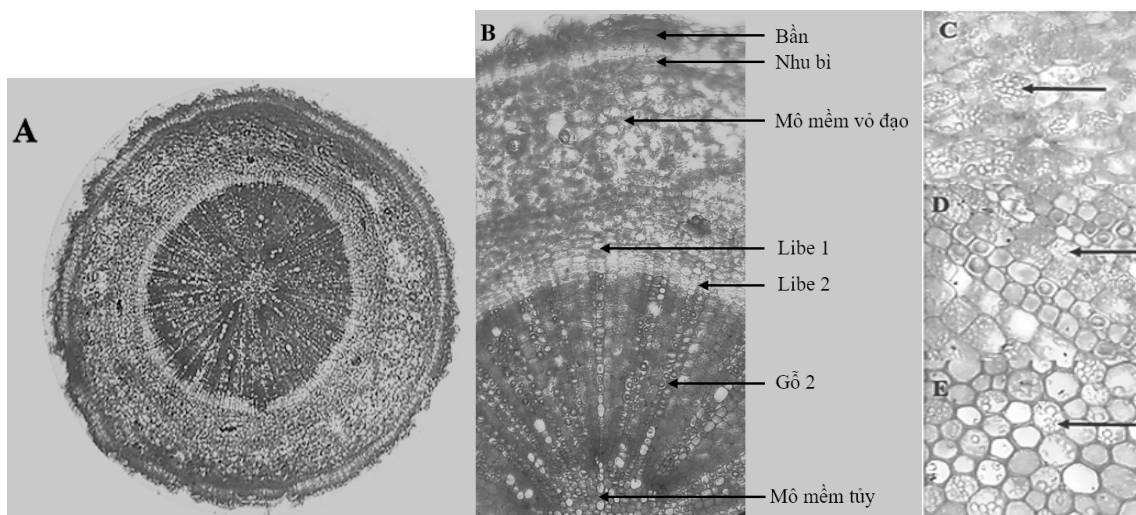 A
B
Bần
Nhu bì
Mô mềm vỏ đạo
Libe 1
Libe 2
Gỗ 2
Mô mềm tủy
C
D
E